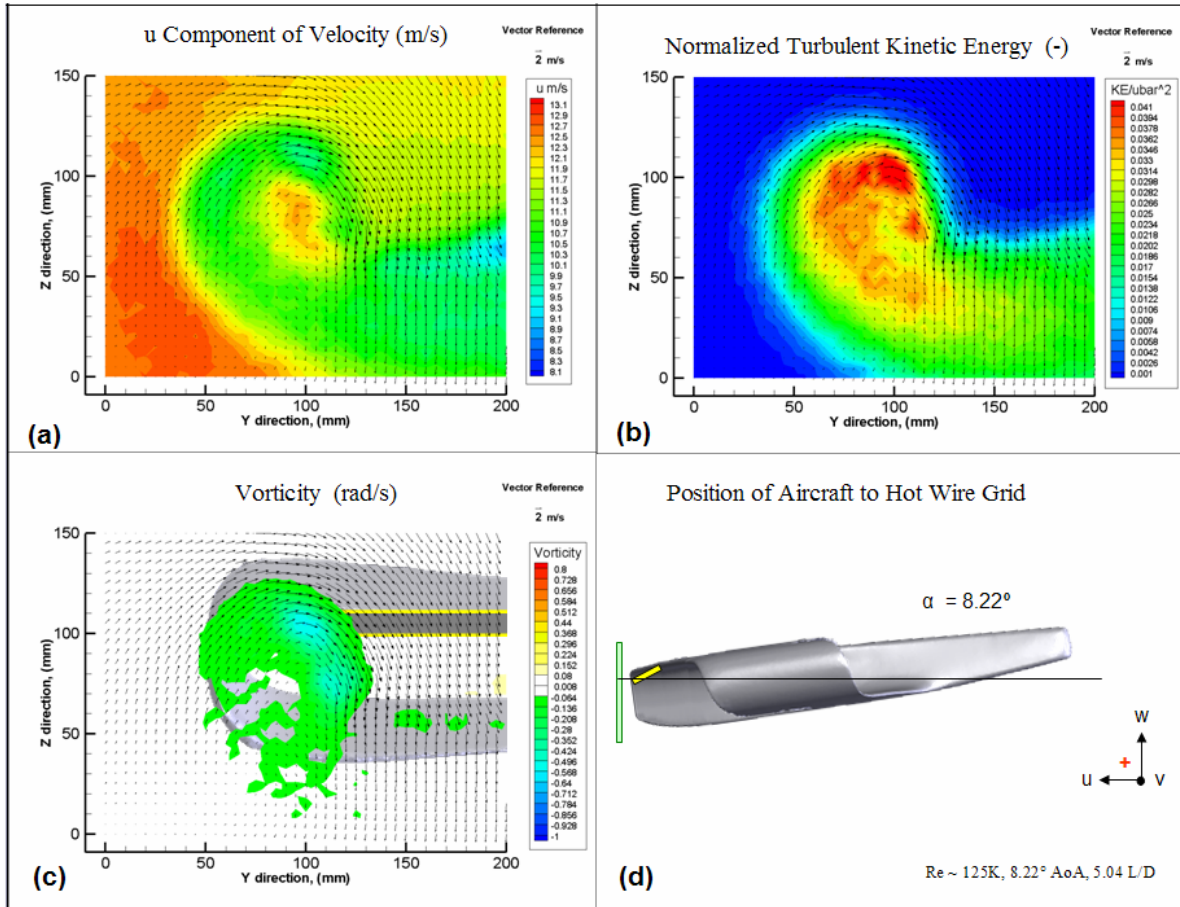 u Component of Velocity (m/s)
Vector Reference
2 m/s
u m/s
13.1
12.9
12.7
12.5
12.3
12.1
11.9
11.7
11.5
11.3
11.1
10.9
10.7
10.5
10.3
10.1
9.9
9.7
9.5
9.3
9.1
8.9
8.7
8.5
8.3
8.1
Z direction, (mm)
150
100
50
0
0 50 100 150 200
Y direction, (mm)
(a)
Normalized Turbulent Kinetic Energy (-)
Vector Reference
2 m/s
KE/ubar^2
0.041
0.0394
0.0378
0.0362
0.0346
0.033
0.0314
0.0298
0.0282
0.0266
0.025
0.0234
0.0218
0.0202
0.0186
0.017
0.0154
0.0138
0.0122
0.0106
0.009
0.0074
0.0058
0.0042
0.0026
0.001
Z direction, (mm)
150
100
50
0
0 50 100 150 200
Y direction, (mm)
(b)
Vorticity (rad/s)
Vector Reference
2 m/s
Vorticity
0.8
0.728
0.656
0.584
0.512
0.44
0.368
0.296
0.224
0.152
0.08
0.008
-0.064
-0.136
-0.208
-0.28
-0.352
-0.424
-0.496
-0.568
-0.64
-0.712
-0.784
-0.856
-0.928
-1
Z direction, (mm)
150
100
50
0
0 50 100 150 200
Y direction, (mm)
(c)
Position of Aircraft to Hot Wire Grid
α = 8.22º
w
+
u
v
(d)
Re ~ 125K, 8.22° AoA, 5.04 L/D